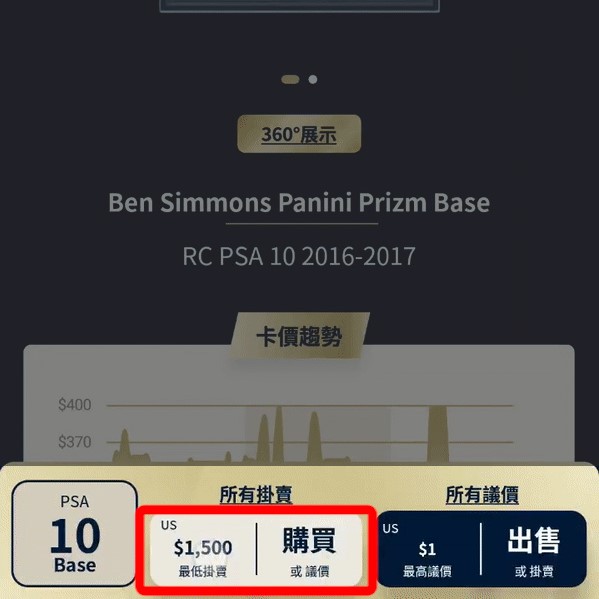 360°展示
Ben Simmons Panini Prizm Base
RC PSA 10 2016-2017
卡價趨勢
$400
$370
PSA
10
Base
所有掛賣
US
$1,500
最低掛賣
購買
或 議價
所有議價
US
$1
最高議價
出售
或 掛賣